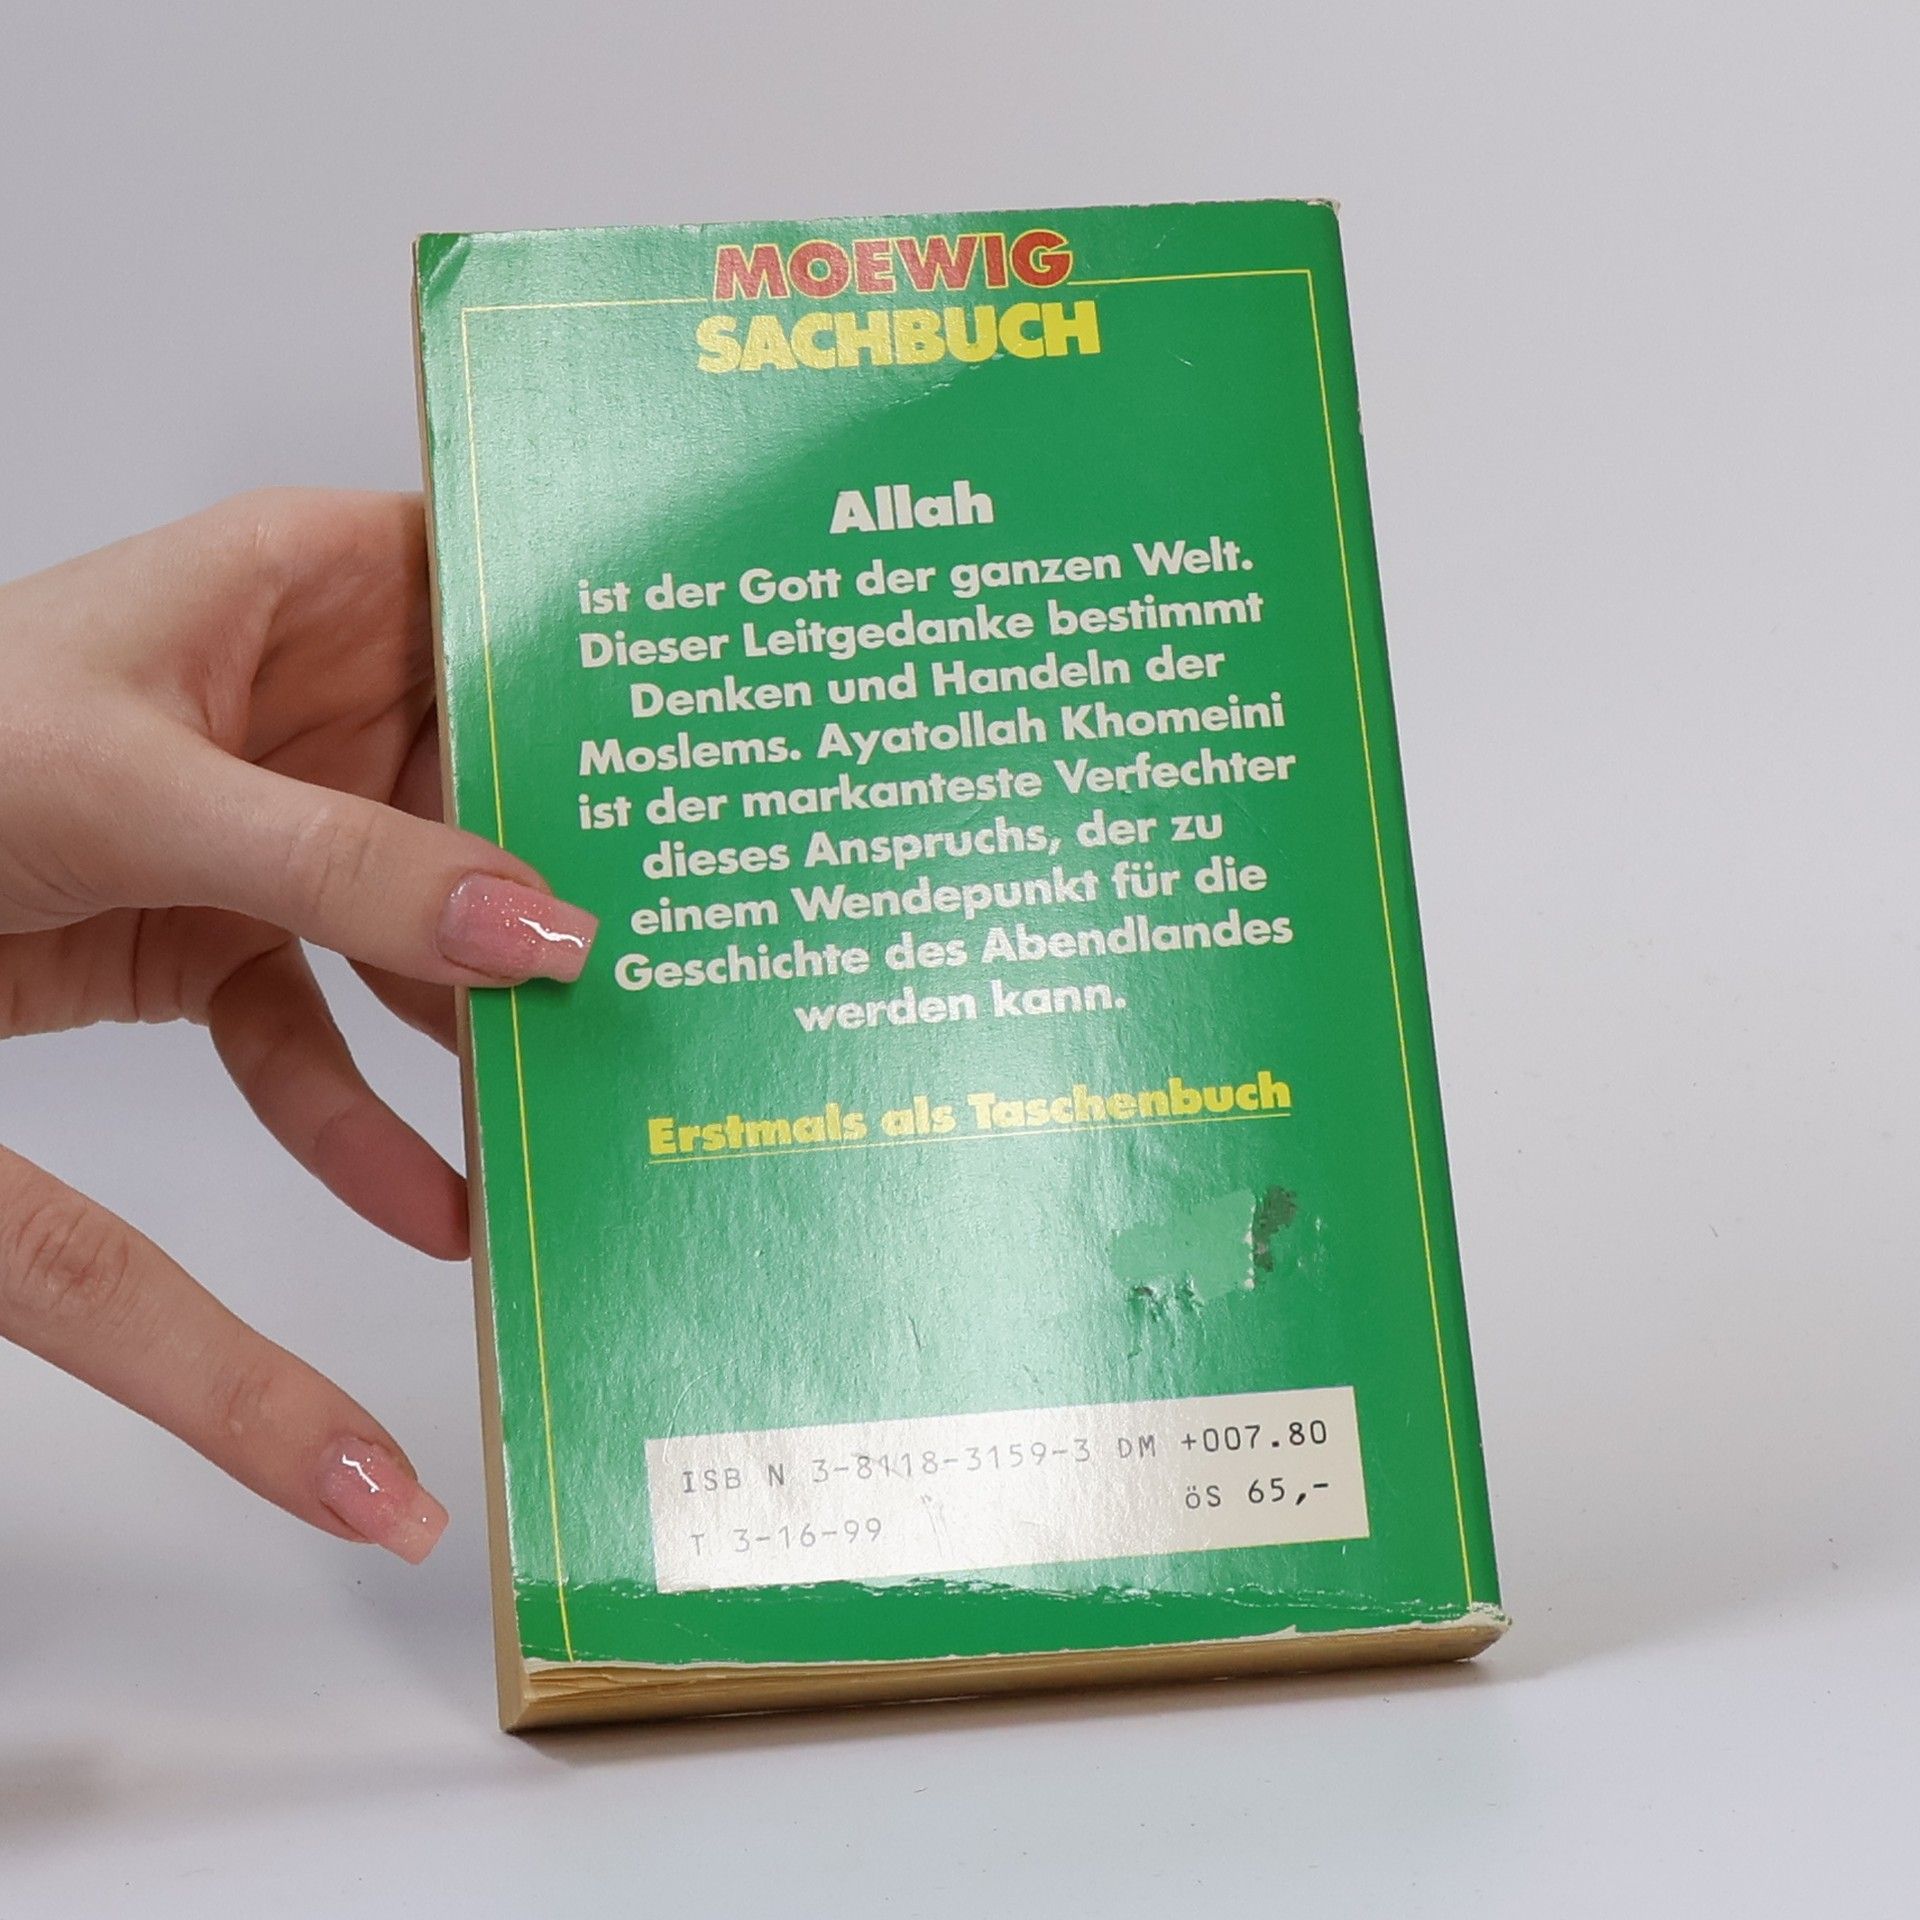 MOEWIG
SACHBUCH
Allah
ist der Gott der ganzen Welt.
Dieser Leitgedanke bestimmt
Denken und Handeln der
Moslems. Ayatollah Khomeini
ist der markanteste Verfechter
dieses Anspruchs, der zu
einem Wendepunkt für die
Geschichte des Abendlandes
werden kann.
Erstmals als Taschenbuch
ISB N 3-8118-3159-3 DM +007.80
öS 65,-
T 3-16-99